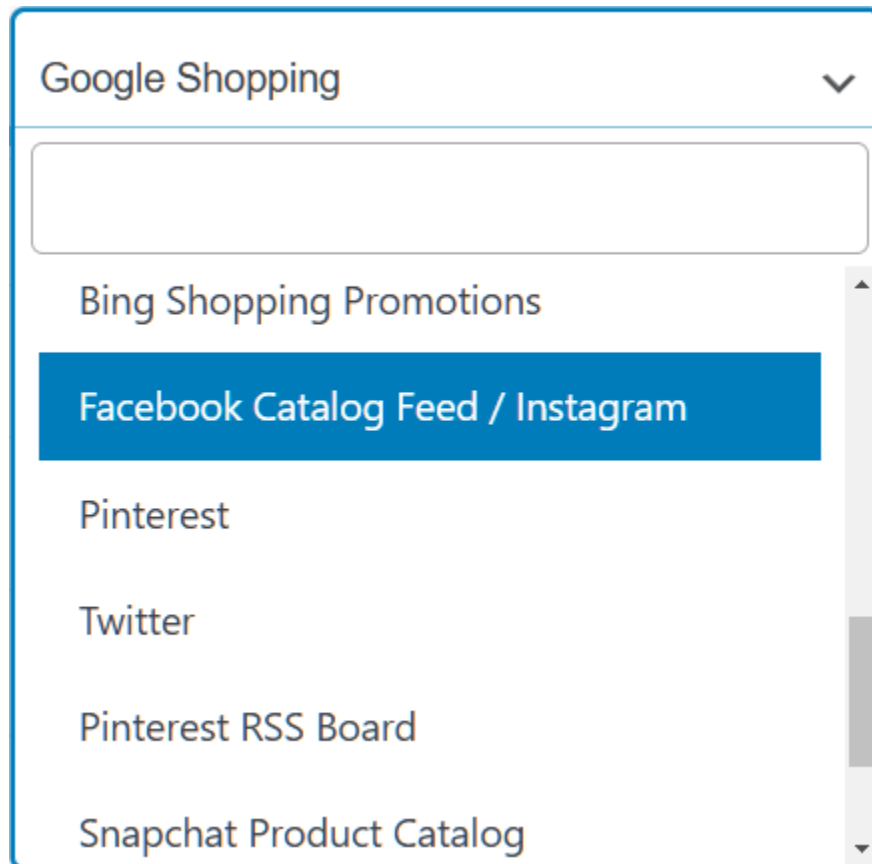 Google Shopping
Bing Shopping Promotions
Facebook Catalog Feed / Instagram
Pinterest
Twitter
Pinterest RSS Board
Snapchat Product Catalog